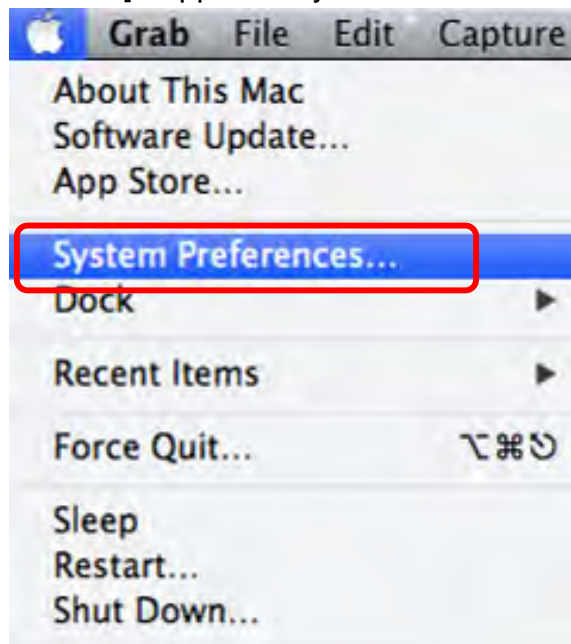 Grab File Edit Capture
About This Mac
Software Update...
App Store...
System Preferences...
Dock
Recent Items
Force Quit... ⌥⌘⎋
Sleep
Restart...
Shut Down...